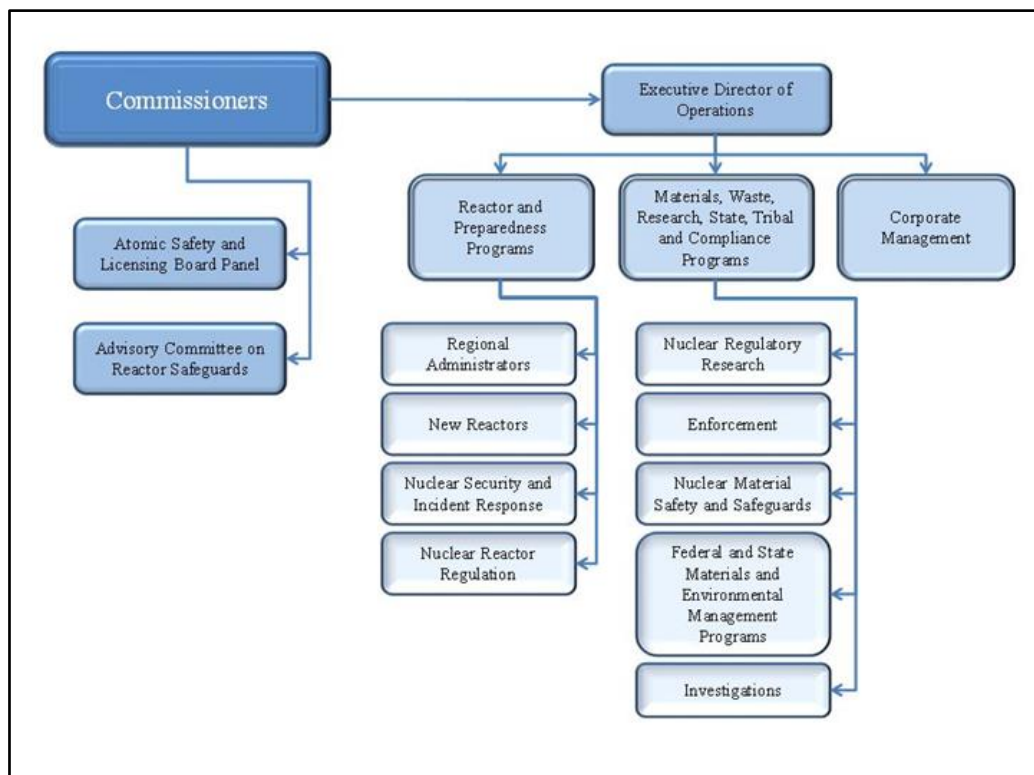 Commissioners
Executive Director of
Operations
Atomic Safety and
Licensing Board Panel
Advisory Committee on
Reactor Safeguards
Reactor and
Preparedness
Programs
Materials, Waste,
Research, State, Tribal
and Compliance
Programs
Corporate
Management
Regional
Administrators
New Reactors
Nuclear Security and
Incident Response
Nuclear Reactor
Regulation
Nuclear Regulatory
Research
Enforcement
Nuclear Material
Safety and Safeguards
Federal and State
Materials and
Environmental
Management
Programs
Investigations